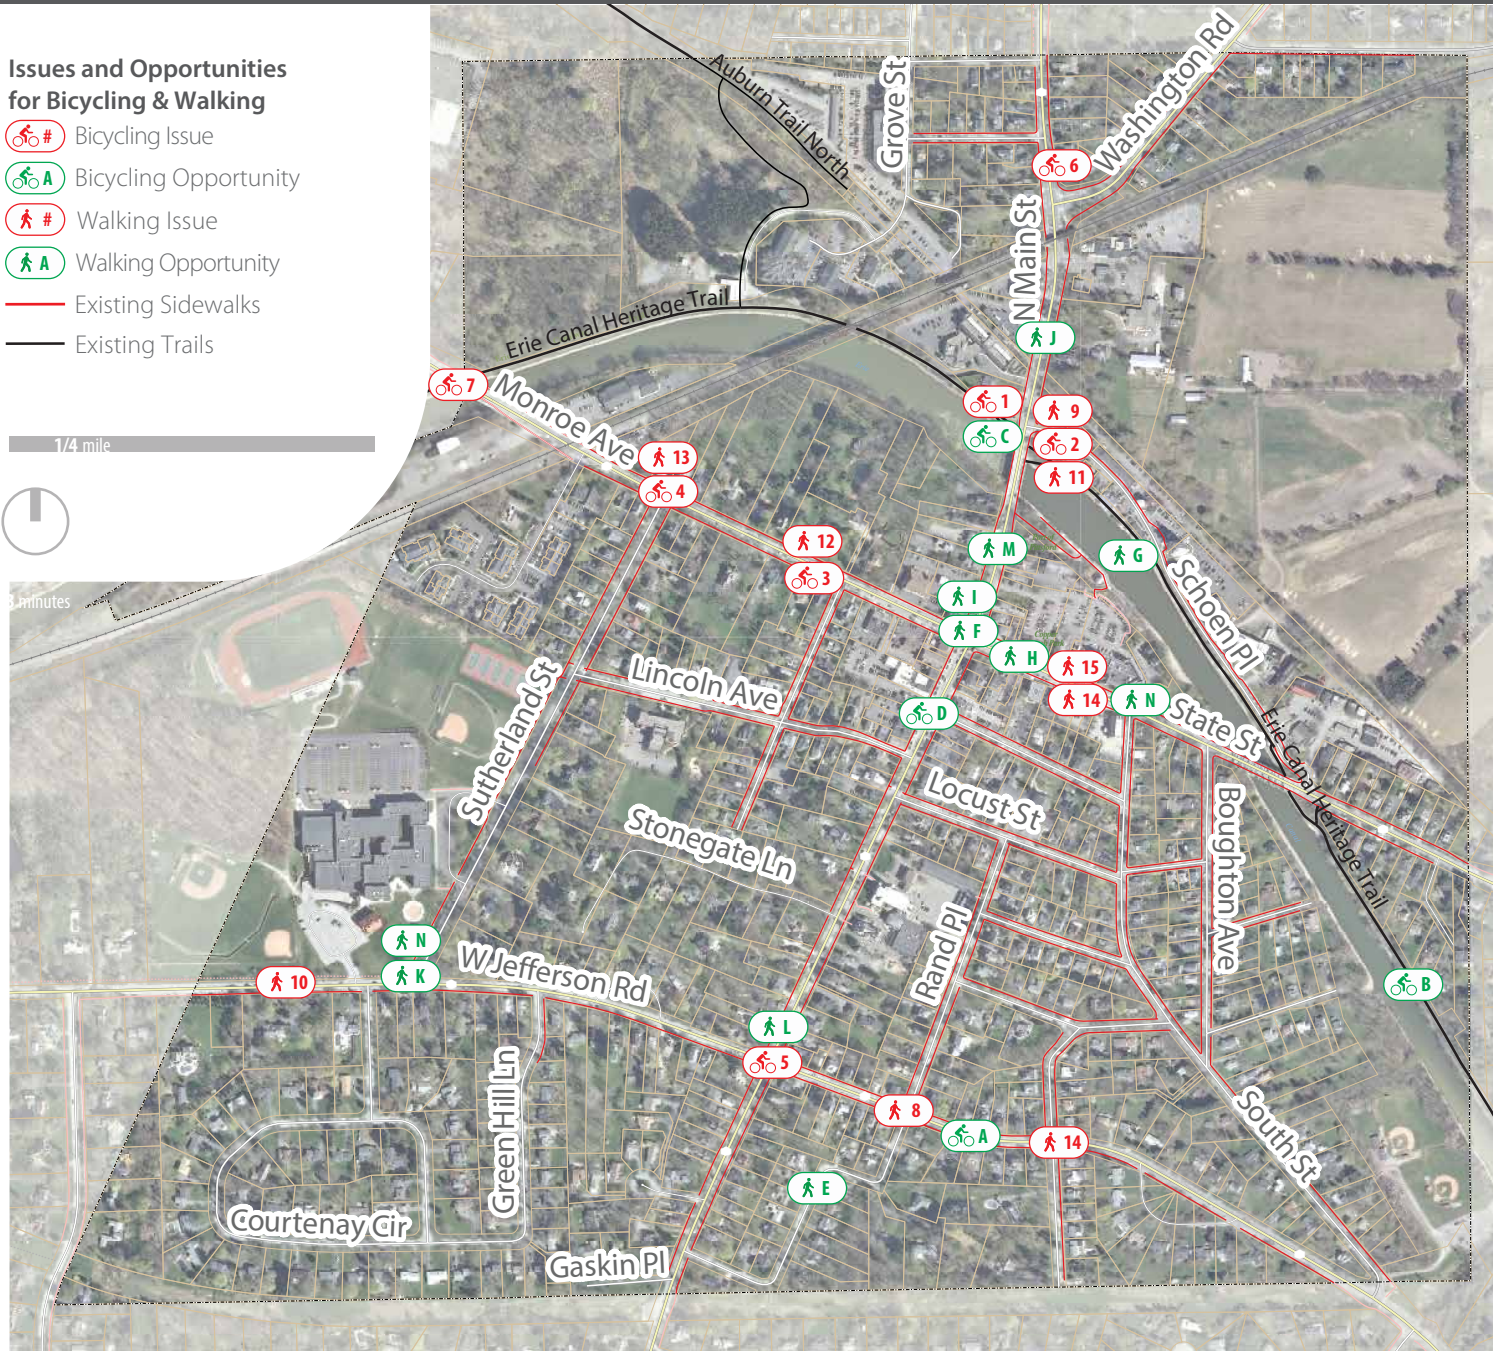 Issues and Opportunities
for Bicycling & Walking
# Bicycling Issue
A Bicycling Opportunity
# Walking Issue
A Walking Opportunity
Existing Sidewalks
Existing Trails
1/4 mile
minutes
Auburn Trail North
Grove St
Washington Rd
6
N Main St
Erie Canal Heritage Trail
J
7
Monroe Ave
1
9
C
2
13
11
4
12
M
G
3
Schoen Pl
I
F
H
15
Lincoln Ave
14
N
State St
D
Erie Canal Heritage Trail
Sutherland St
Locust St
Boughton Ave
Stonegate Ln
Rand Pl
N
W Jefferson Rd
K
10
B
L
5
Green Hill Ln
8
A
14
South St
E
Courtenay Cir
Gaskin Pl